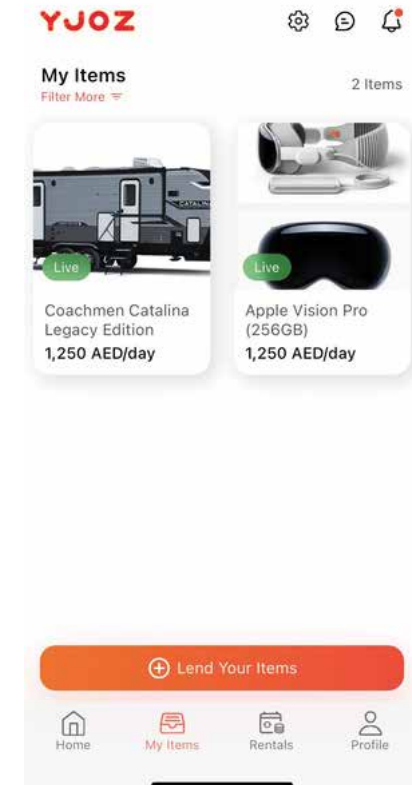 YJOZ
My Items
Filter More
2 Items
CATALINA
Live
Live
Coachmen Catalina
Legacy Edition
1,250 AED/day
Apple Vision Pro
(256GB)
1,250 AED/day
Lend Your Items
Home
My Items
Rentals
Profile